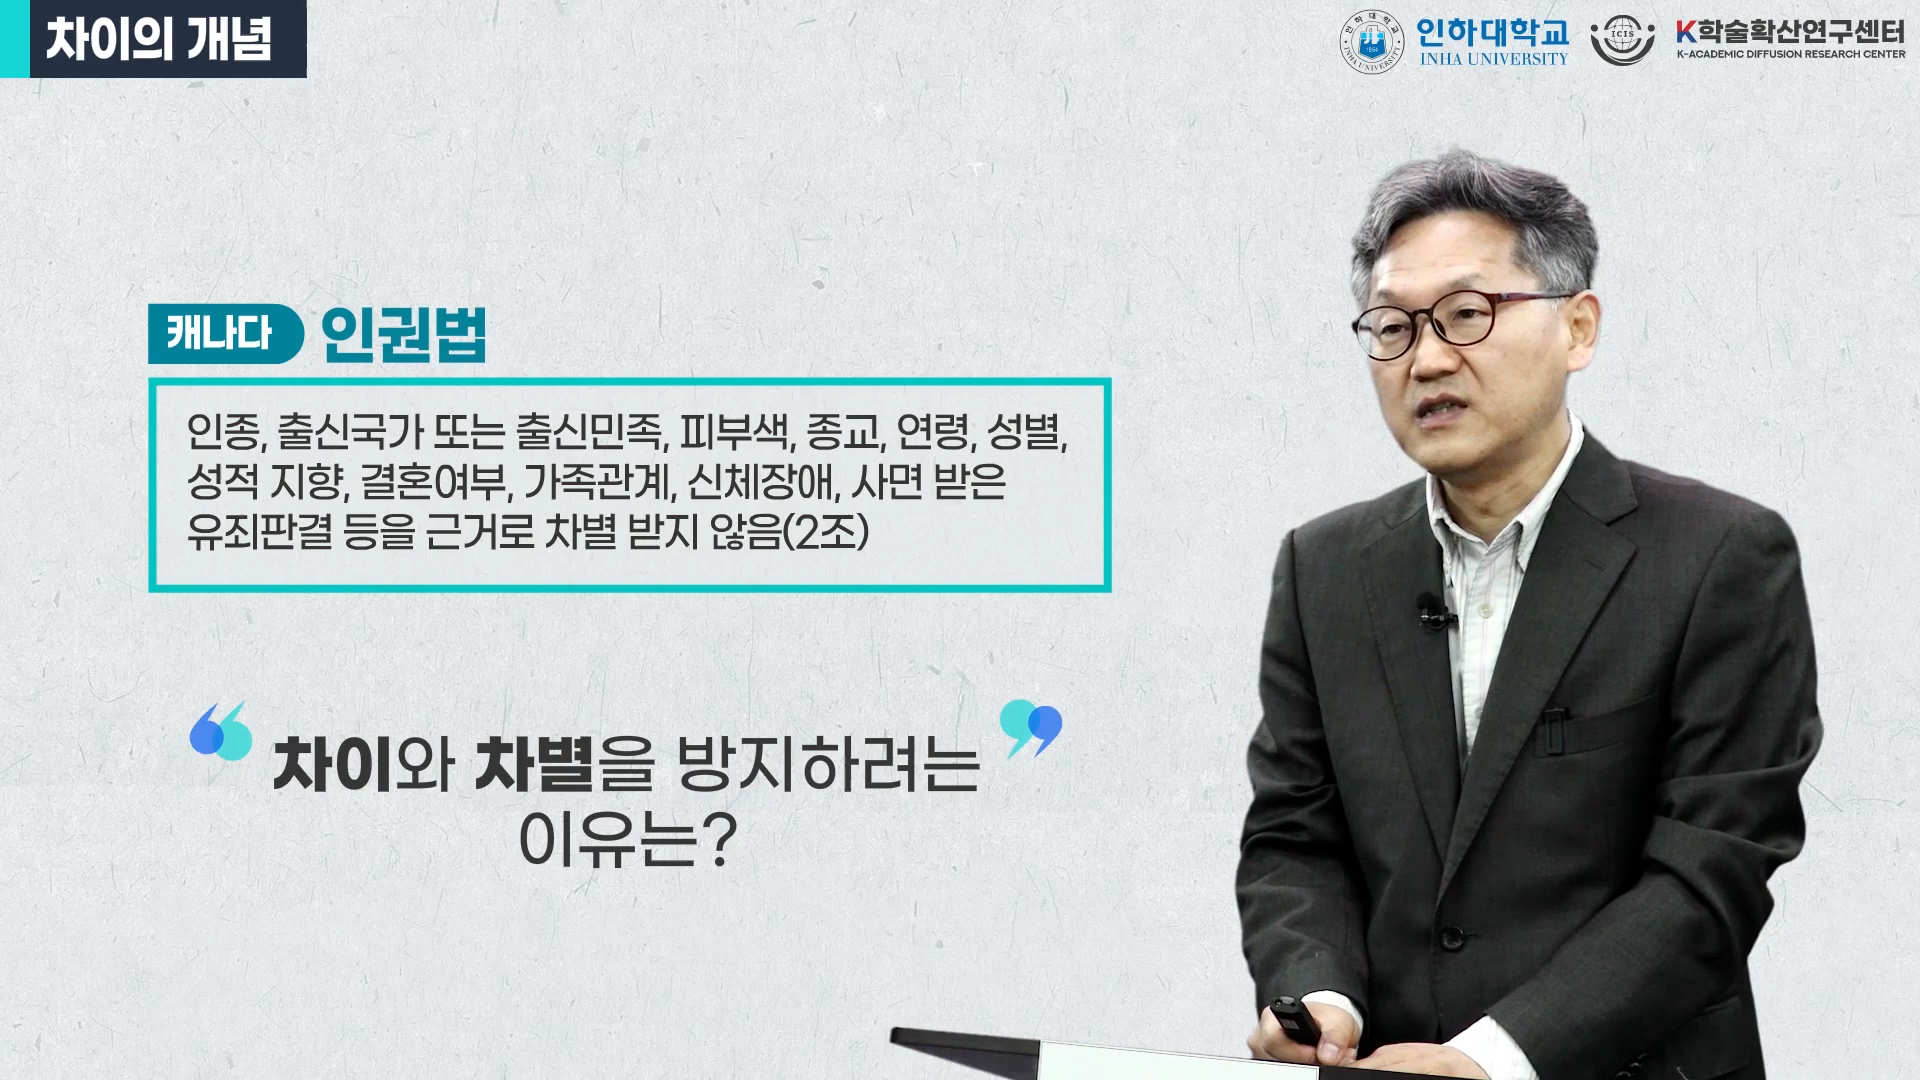 차이의 개념
인하대학교
INHA UNIVERSITY
ICIS
K학술확산연구센터
K-ACADEMIC DIFFUSION RESEARCH CENTER
캐나다 인권법
인종, 출신국가 또는 출신민족, 피부색, 종교, 연령, 성별,
성적 지향, 결혼여부, 가족관계, 신체장애, 사면 받은
유죄판결 등을 근거로 차별 받지 않음(2조)
“차이와 차별을 방지하려는”
이유는?